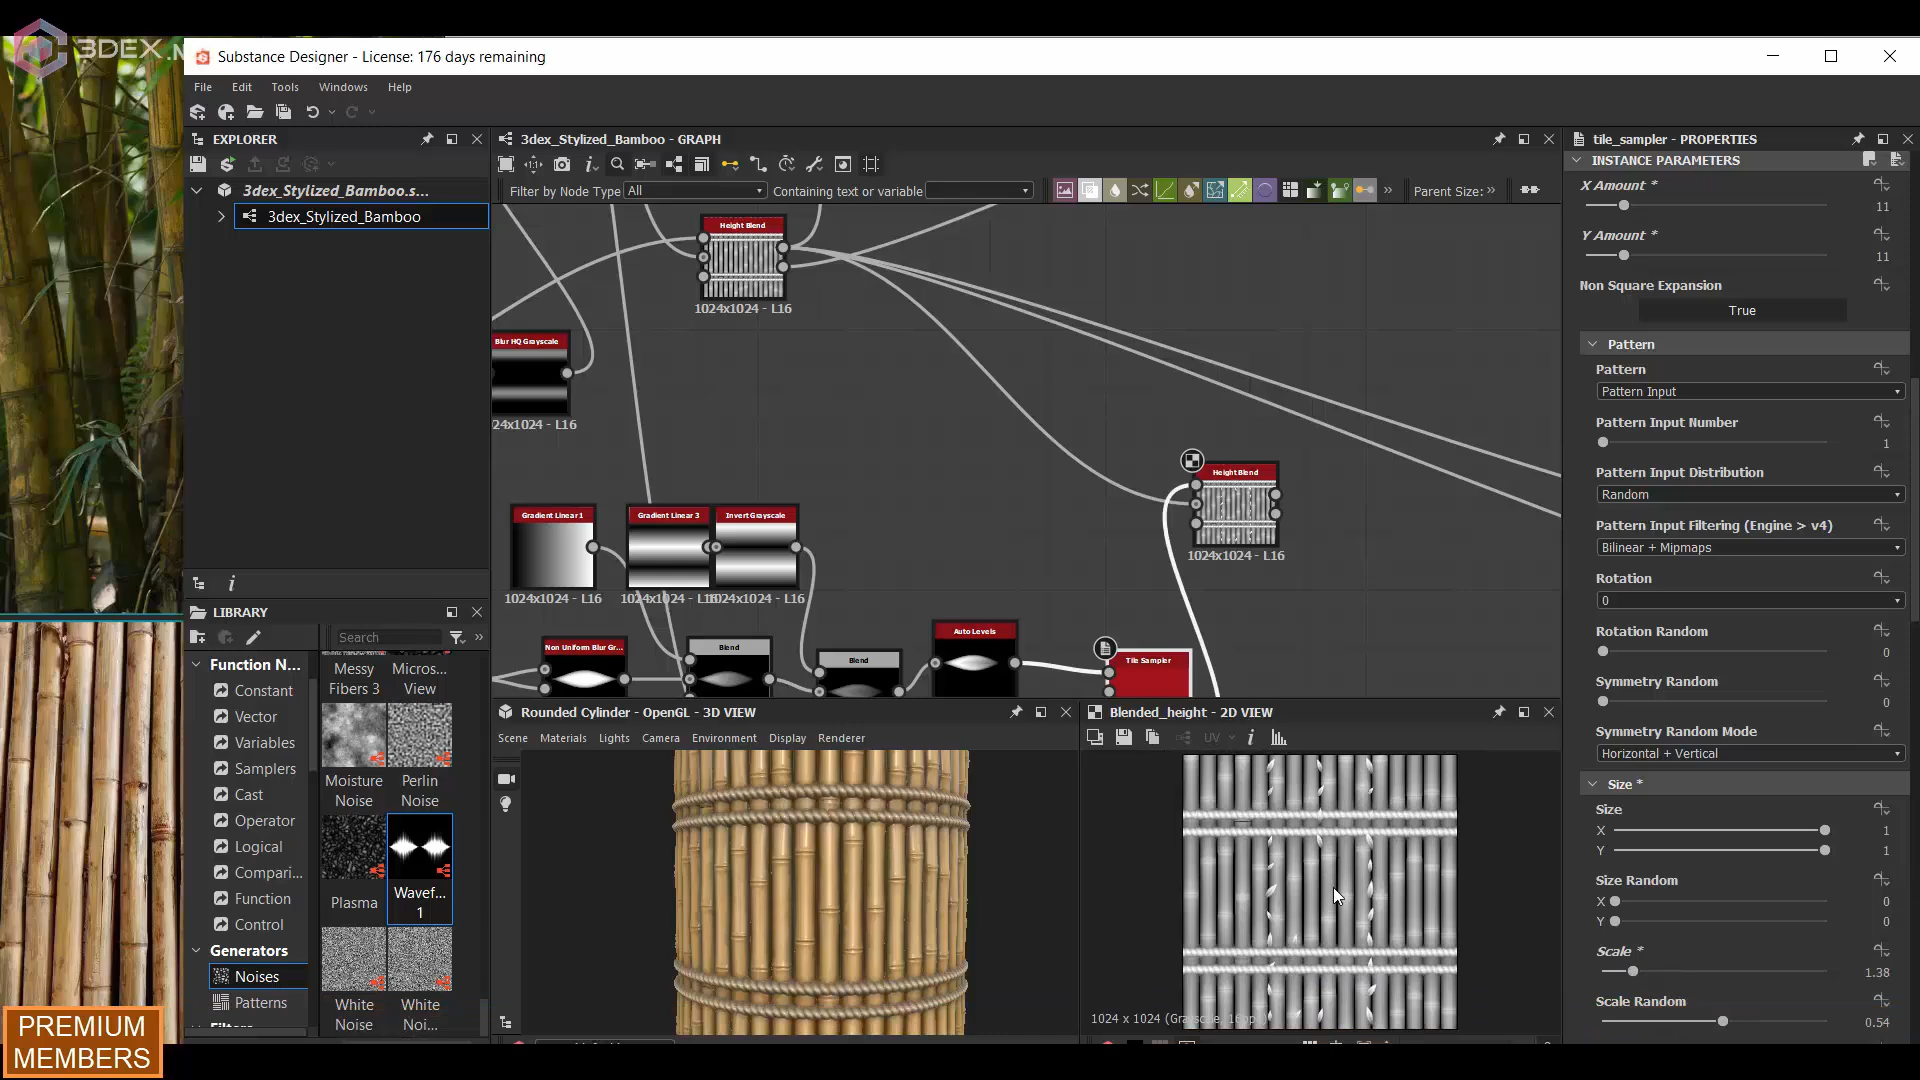 3DEX
Substance Designer - License: 176 days remaining
File Edit Tools Windows Help
EXPLORER
3dex_Stylized_Bamboo.s...
3dex_Stylized_Bamboo
3dex_Stylized_Bamboo - GRAPH
Filter by Node Type All Containing text or variable Parent Size: »
Height Blend
1024x1024 - L16
Blur HQ Grayscale
24x1024 - L16
Height Blend
1024x1024 - L16
Gradient Linear 1
1024x1024 - L16
Gradient Linear 3
Invert Grayscale
1024x1024 - L16
Non Uniform Blur Gr...
Blend
Blend
Auto Levels
Tile Sampler
LIBRARY
Search
Function N...
Constant
Vector
Variables
Samplers
Cast
Operator
Logical
Compari...
Function
Control
Generators
Noises
Patterns
Messy Fibers 3
Micros... View
Moisture Noise
Perlin Noise
Plasma
Wavef... 1
White Noise
White Noi...
Rounded Cylinder - OpenGL - 3D VIEW
Scene Materials Lights Camera Environment Display Renderer
Blended_height - 2D VIEW
UV
1024 x 1024 (Grayscale, 16bpc)
tile_sampler - PROPERTIES
INSTANCE PARAMETERS
X Amount *
11
Y Amount *
11
Non Square Expansion
True
Pattern
Pattern
Pattern Input
Pattern Input Number
1
Pattern Input Distribution
Random
Pattern Input Filtering (Engine > v4)
Bilinear + Mipmaps
Rotation
0
Rotation Random
0
Symmetry Random
0
Symmetry Random Mode
Horizontal + Vertical
Size *
Size
X 1
Y 1
Size Random
X 0
Y 0
Scale *
1.38
Scale Random
0.54
PREMIUM
MEMBERS